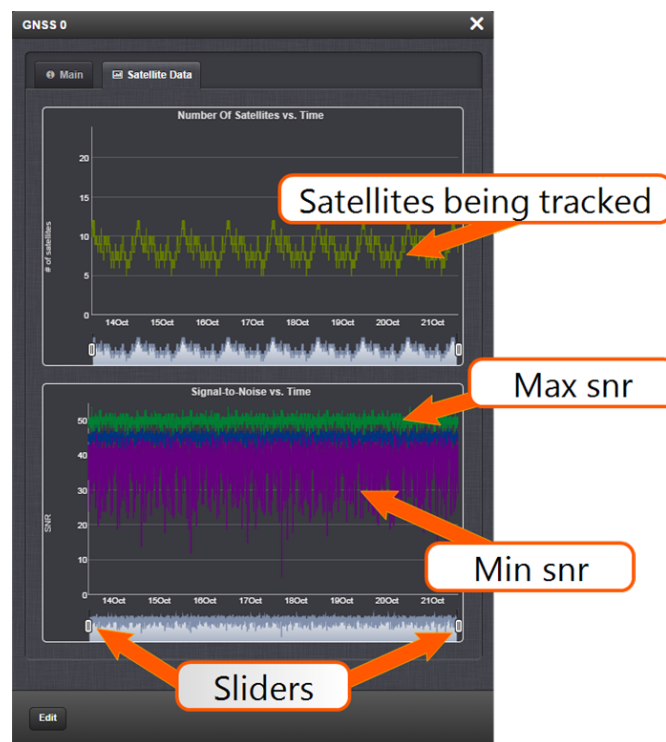 GNSS 0
Main
Satellite Data
Number Of Satellites vs. Time
20
15
10
5
0
# of satellites
14Oct 15Oct 16Oct 17Oct 18Oct 19Oct 20Oct 21Oct
Satellites being tracked
Signal-to-Noise vs. Time
50
40
30
20
10
0
SNR
14Oct 15Oct 16Oct 17Oct 18Oct 19Oct 20Oct 21Oct
Max snr
Min snr
Sliders
Edit